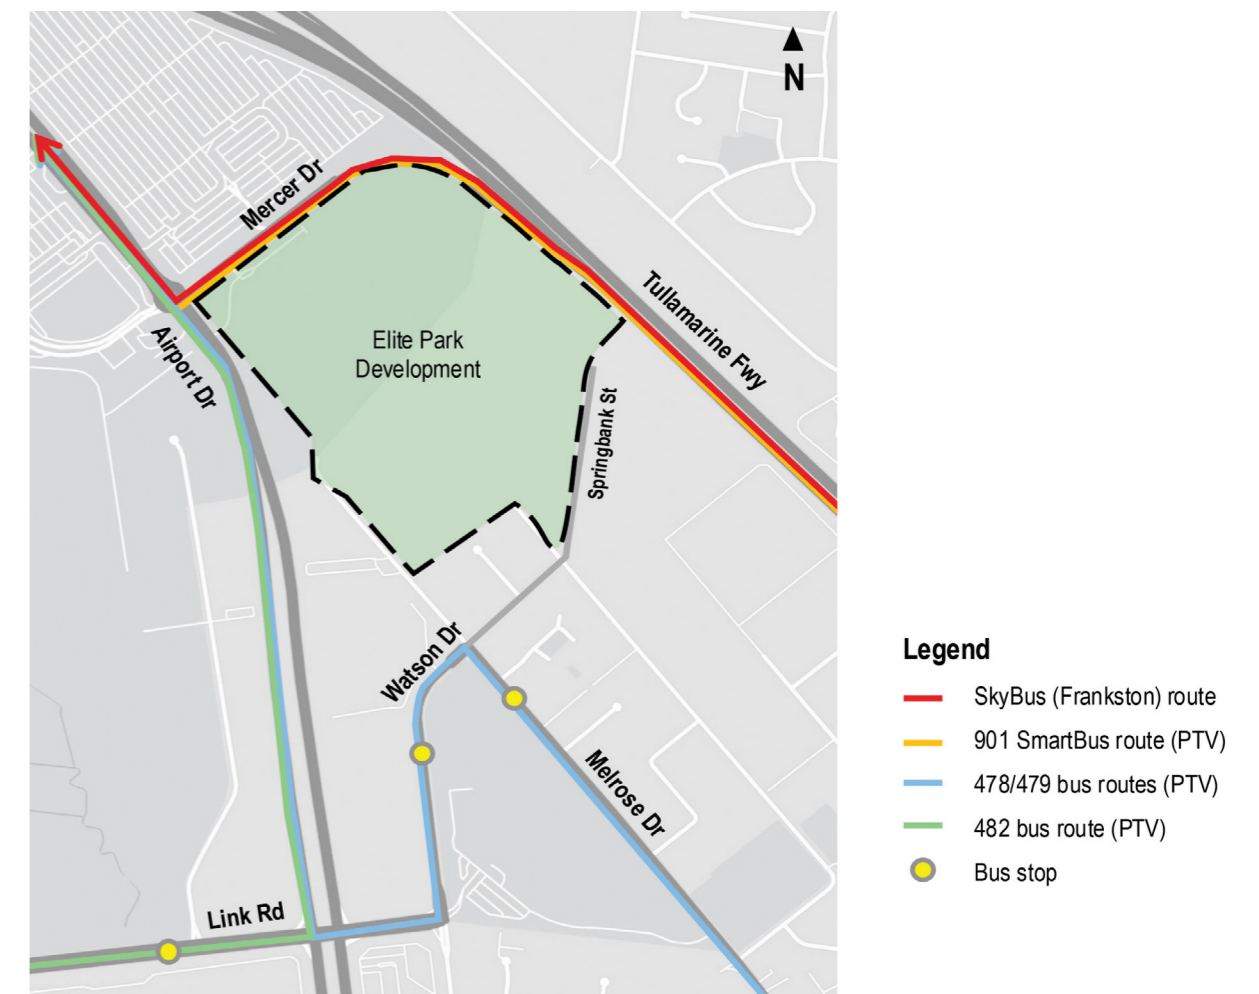 N
Mercer Dr
Tullamarine Fwy
Elite Park
Development
Airport Dr
Springbank St
Watson Dr
Melrose Dr
Link Rd
Legend
SkyBus (Frankston) route
901 SmartBus route (PTV)
478/479 bus routes (PTV)
482 bus route (PTV)
Bus stop